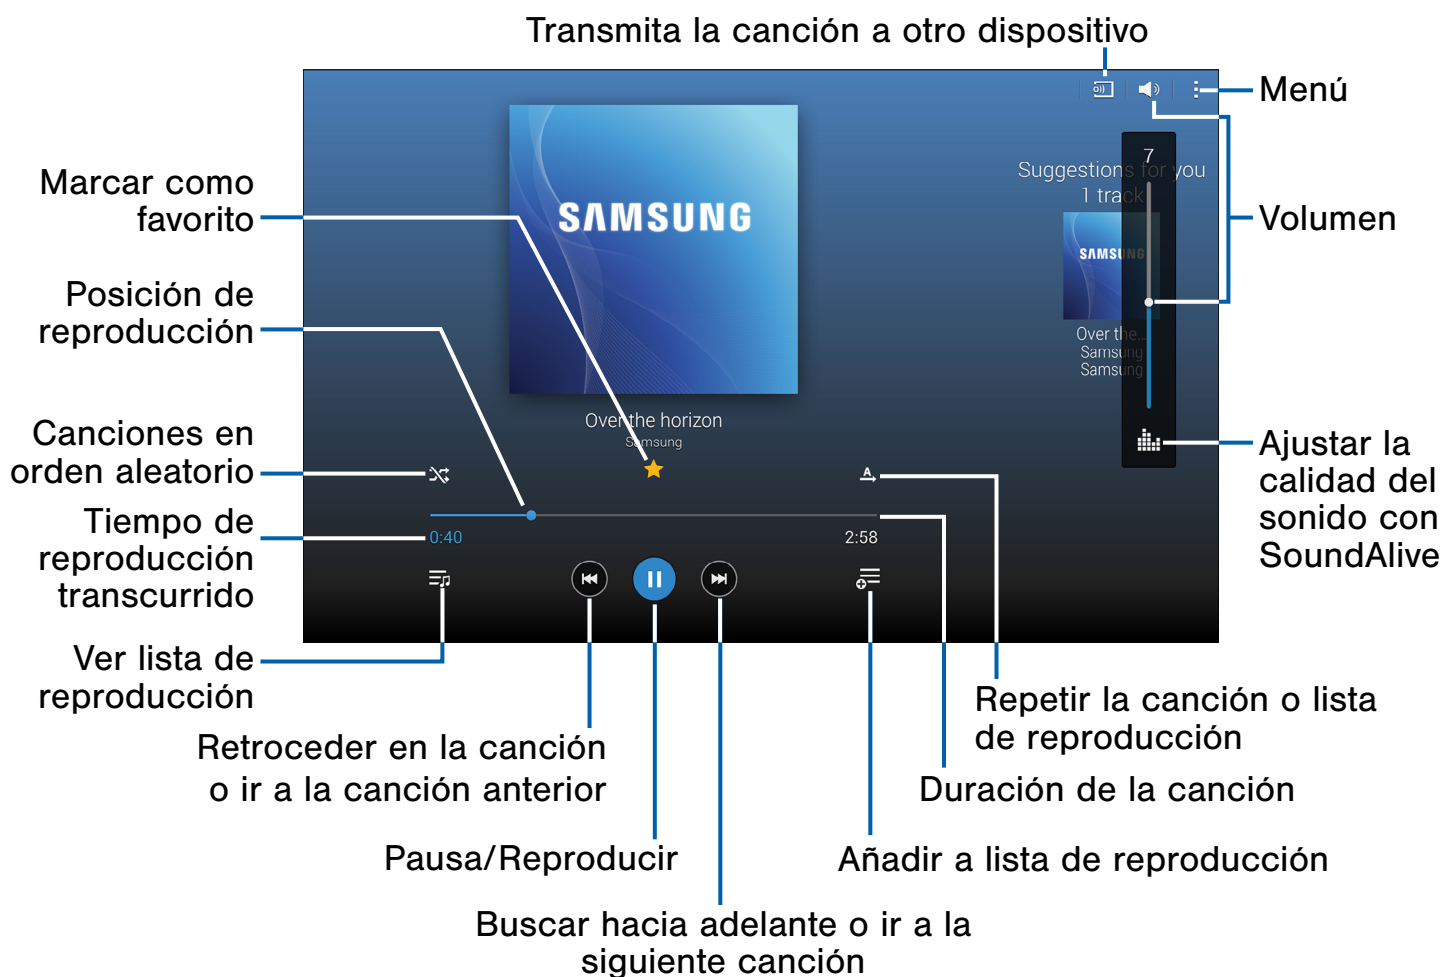 Transmita la canción a otro dispositivo
Menú
7
Suggestions for you
1 track
Marcar como
favorito
SAMSUNG
Volumen
SAMSUNG
Posición de
reproducción
Over the...
Samsung
Samsung
Over the horizon
Samsung
Canciones en
orden aleatorio
A
Ajustar la
calidad del
sonido con
SoundAlive
Tiempo de
reproducción
transcurrido
0:40
2:58
Ver lista de
reproducción
Repetir la canción o lista
de reproducción
Retroceder en la canción
o ir a la canción anterior
Duración de la canción
Pausa/Reproducir
Añadir a lista de reproducción
Buscar hacia adelante o ir a la
siguiente canción